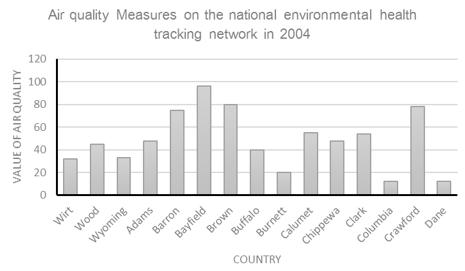 Air quality Measures on the national environmental health
tracking network in 2004
VALUE OF AIR QUALITY
120
100
80
60
40
20
0
Wirt
Wood
Wyoming
Adams
Barron
Bayfield
Brown
Buffalo
Burnett
Calumet
Chippewa
Clark
Columbia
Crawford
Dane
COUNTRY